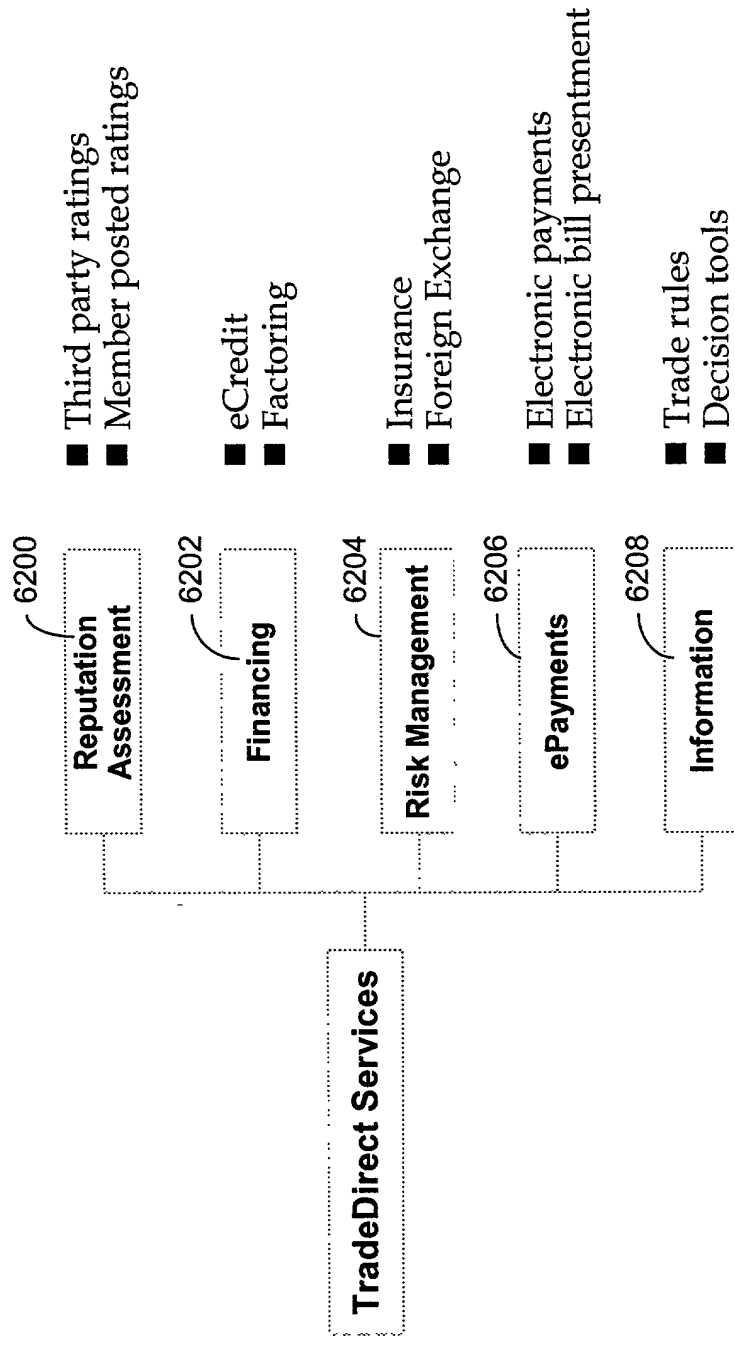 TradeDirect Services
6200
Reputation
Assessment
■ Third party ratings
■ Member posted ratings
6202
Financing
■ eCredit
■ Factoring
6204
Risk Management
■ Insurance
■ Foreign Exchange
6206
ePayments
■ Electronic payments
■ Electronic bill presentment
6208
Information
■ Trade rules
■ Decision tools